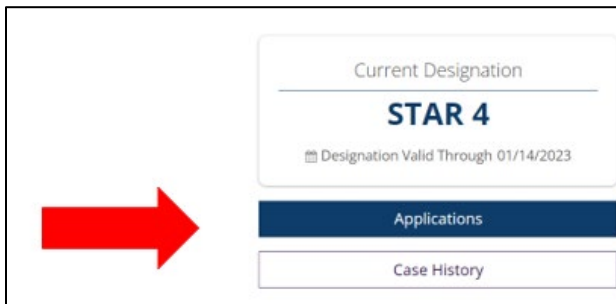 Current Designation
STAR 4
Designation Valid Through 01/14/2023
Applications
Case History